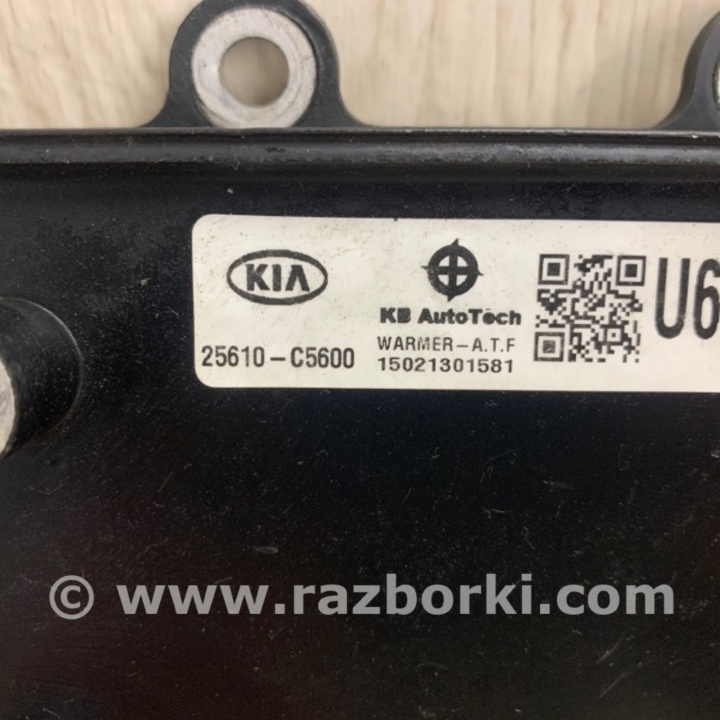 KIA
25610-C5600
KB AutoTech
WARMER-A.T.F
15021301581
U6
© www.razborki.com